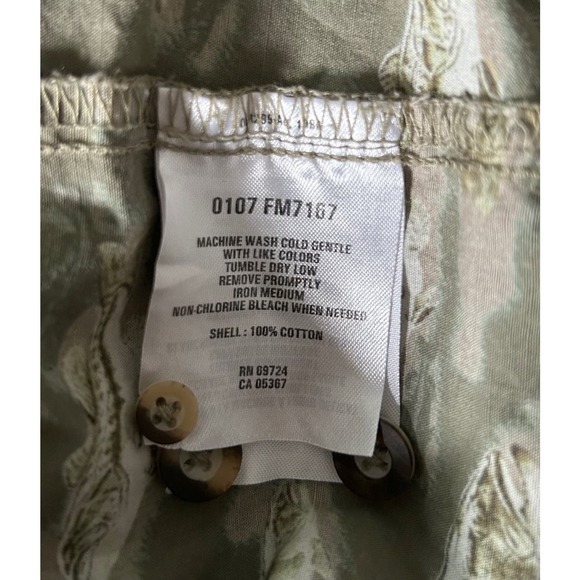 0107 FM7167
MACHINE WASH COLD GENTLE
WITH LIKE COLORS
TUMBLE DRY LOW
REMOVE PROMPTLY
IRON MEDIUM
NON-CHLORINE BLEACH WHEN NEEDED
SHELL : 100% COTTON
RN 69724
CA 05367